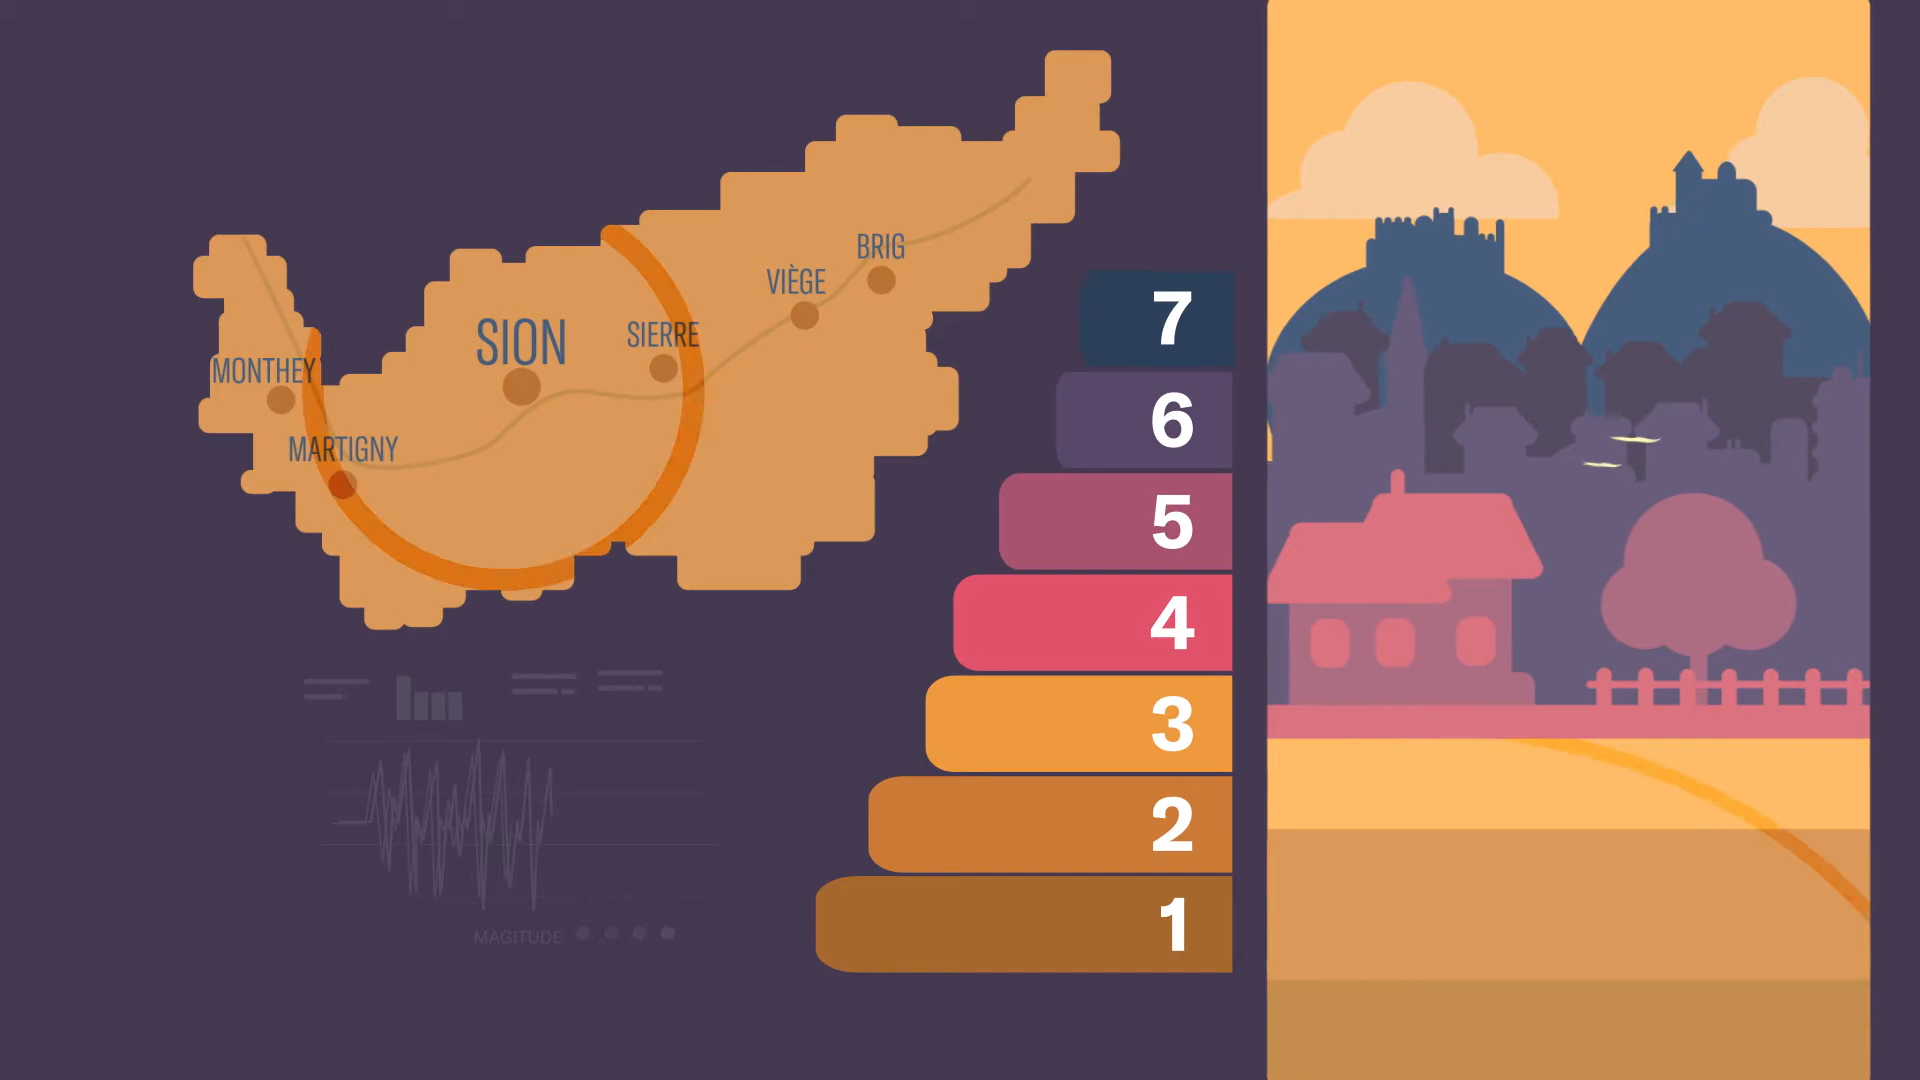 BRIG
VIÈGE
SION
SIERRE
MONTHEY
MARTIGNY
7
6
5
4
3
2
1
MAGITUDE